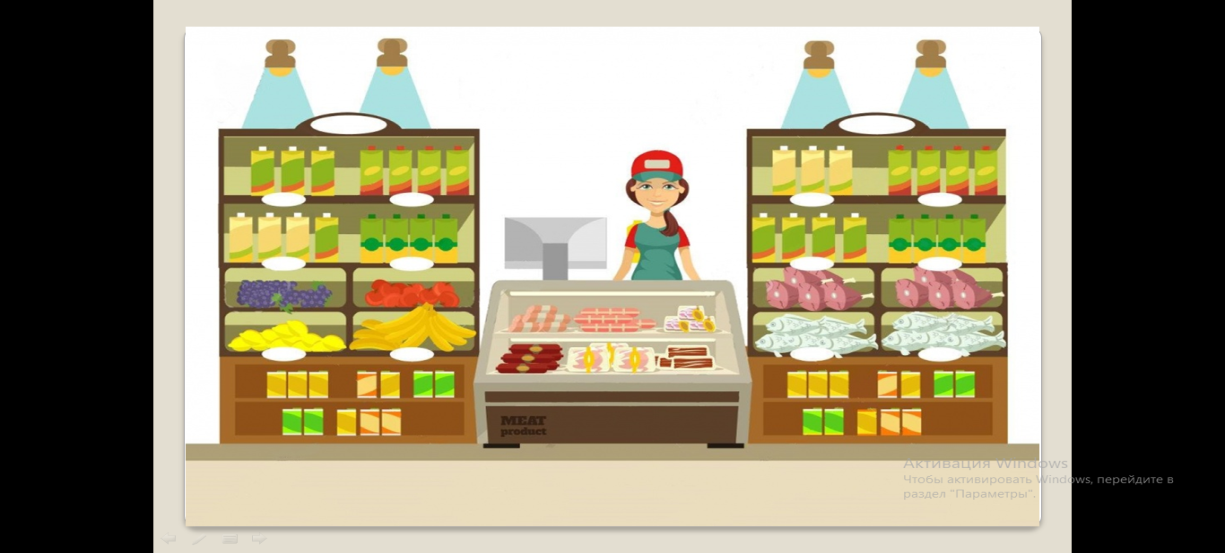 MEAT
product
Активация Windows
Чтобы активировать Windows, перейдите в
раздел "Параметры".